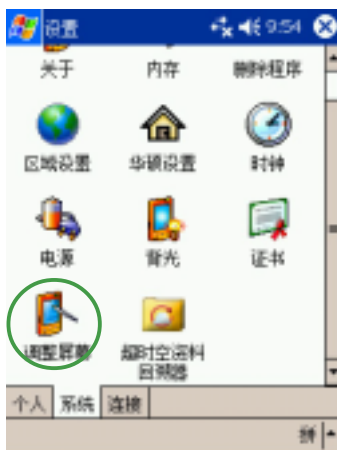 设置 9:54
关于 内存 删除程序
区域设置 华硕设置 时钟
电源 背光 证书
调整屏幕 超时空资料
回溯器
个人 系统 连接
拼